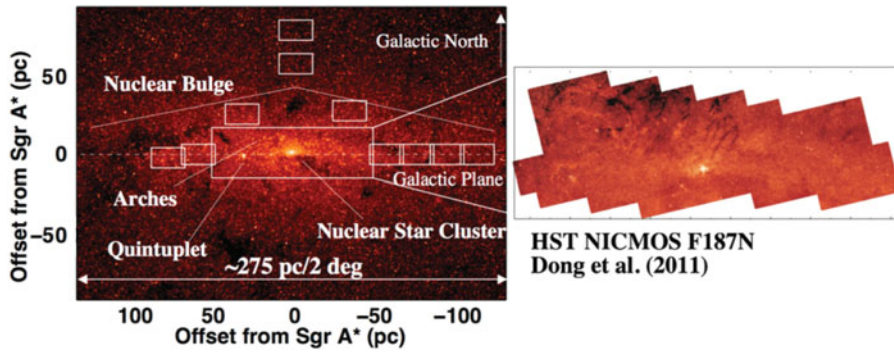 Galactic North
Nuclear Bulge
50
0
−50
Offset from Sgr A* (pc)
Galactic Plane
Arches
Quintuplet
Nuclear Star Cluster
~275 pc/2 deg
100 50 0 −50 −100
Offset from Sgr A* (pc)
HST NICMOS F187N
Dong et al. (2011)